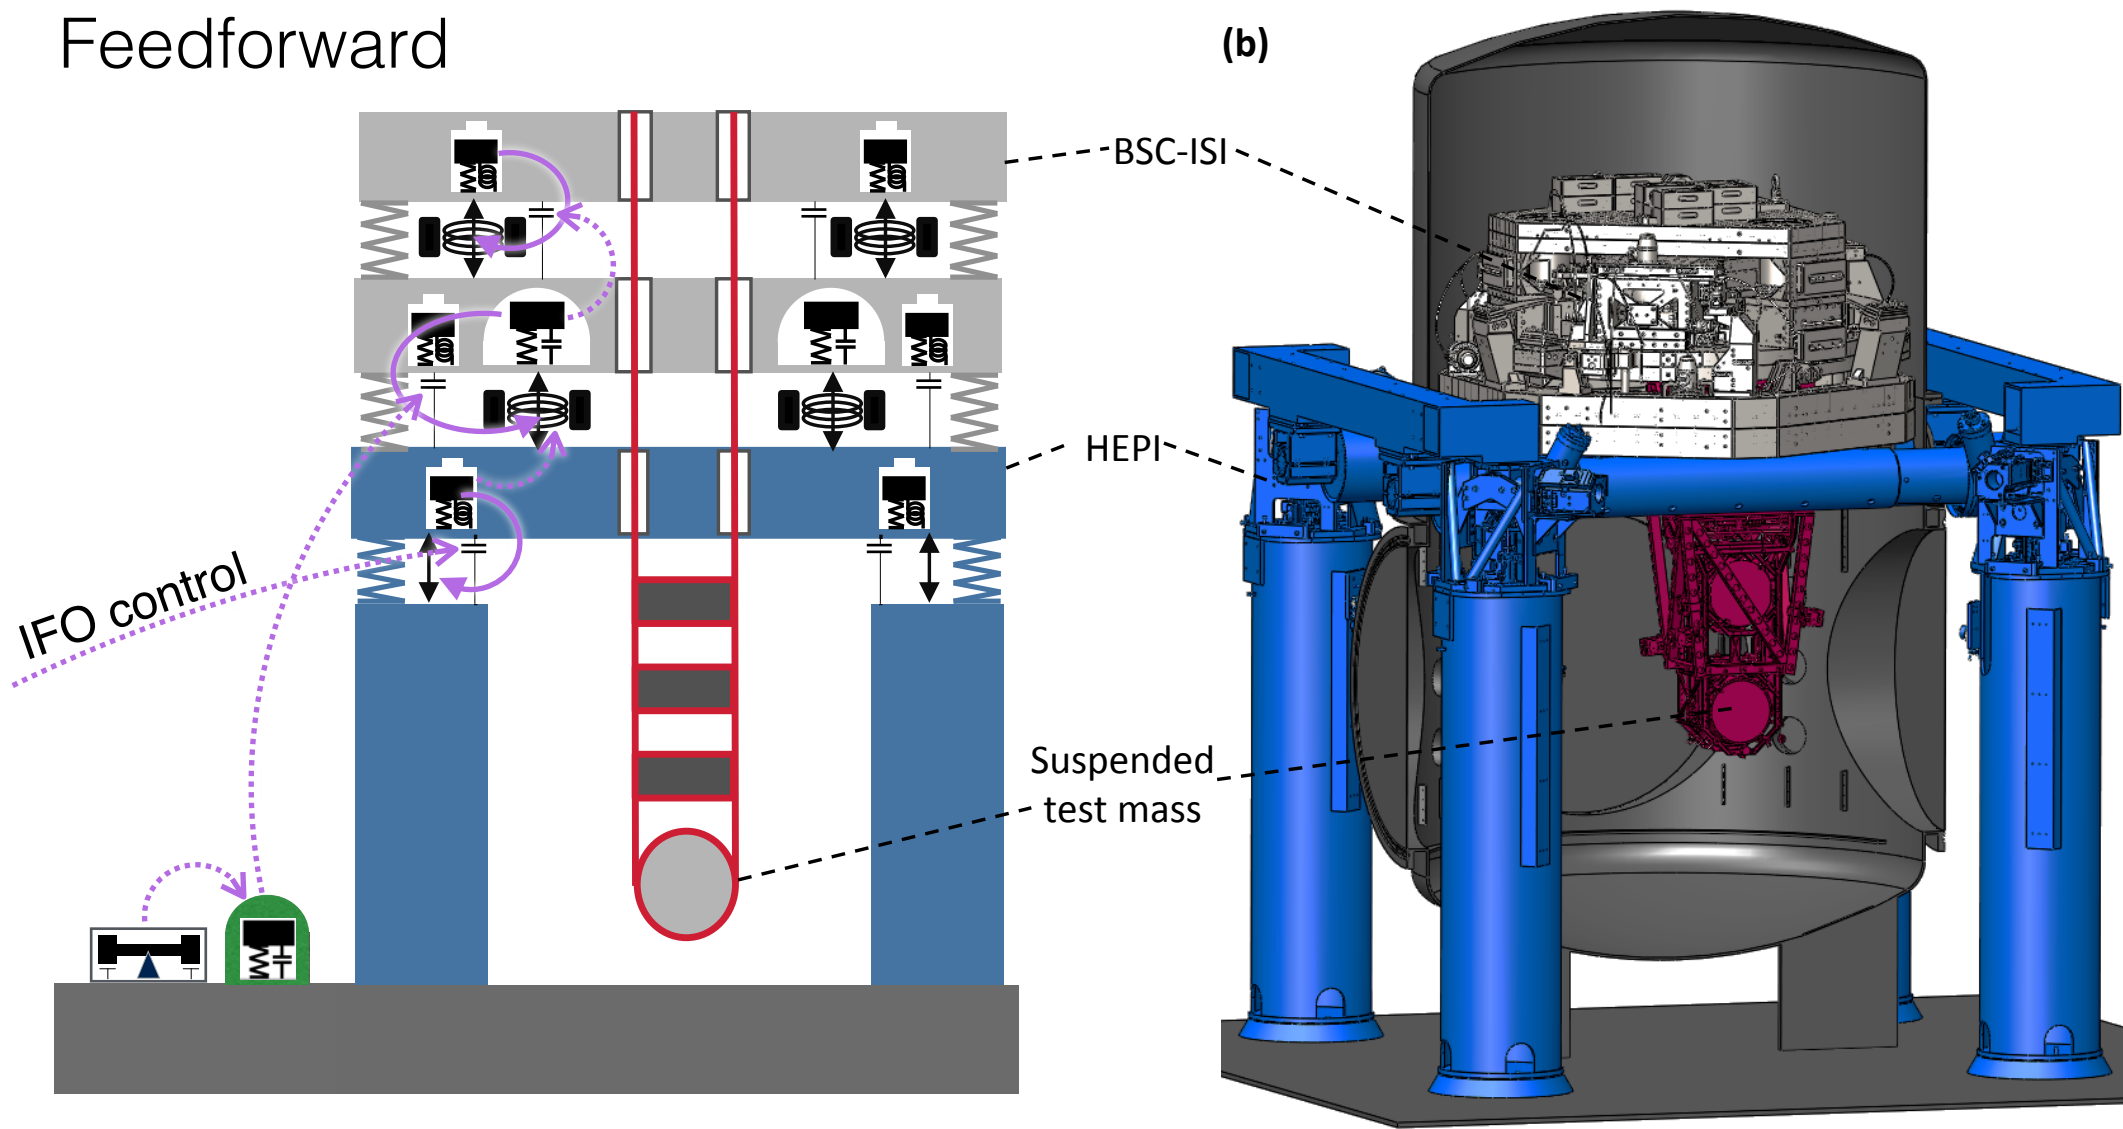 Feedforward
(b)
BSC-ISI
HEPI
IFO control
Suspended
test mass